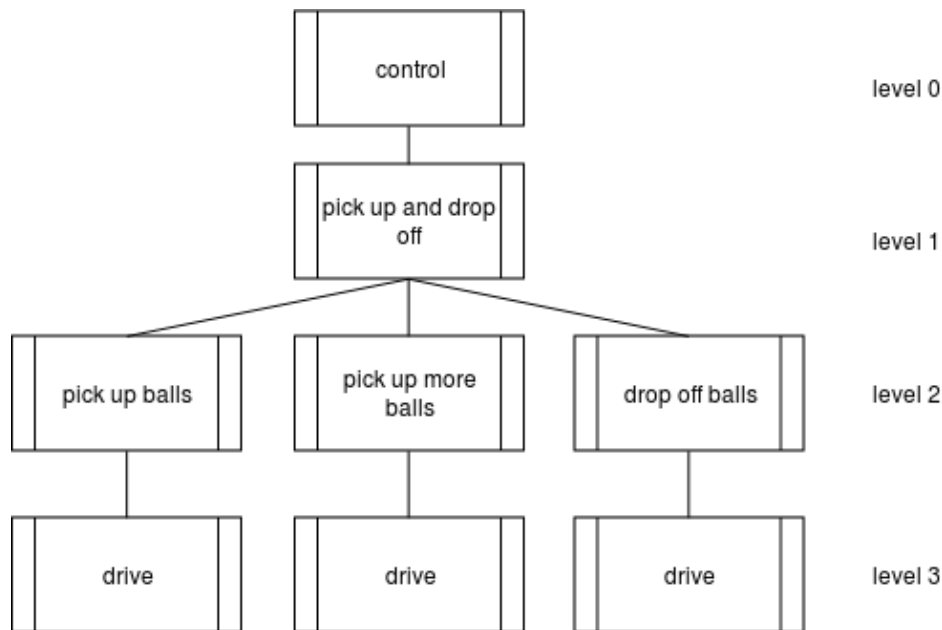 control
level 0
pick up and drop
off
level 1
pick up balls
pick up more
balls
drop off balls
level 2
drive
drive
drive
level 3